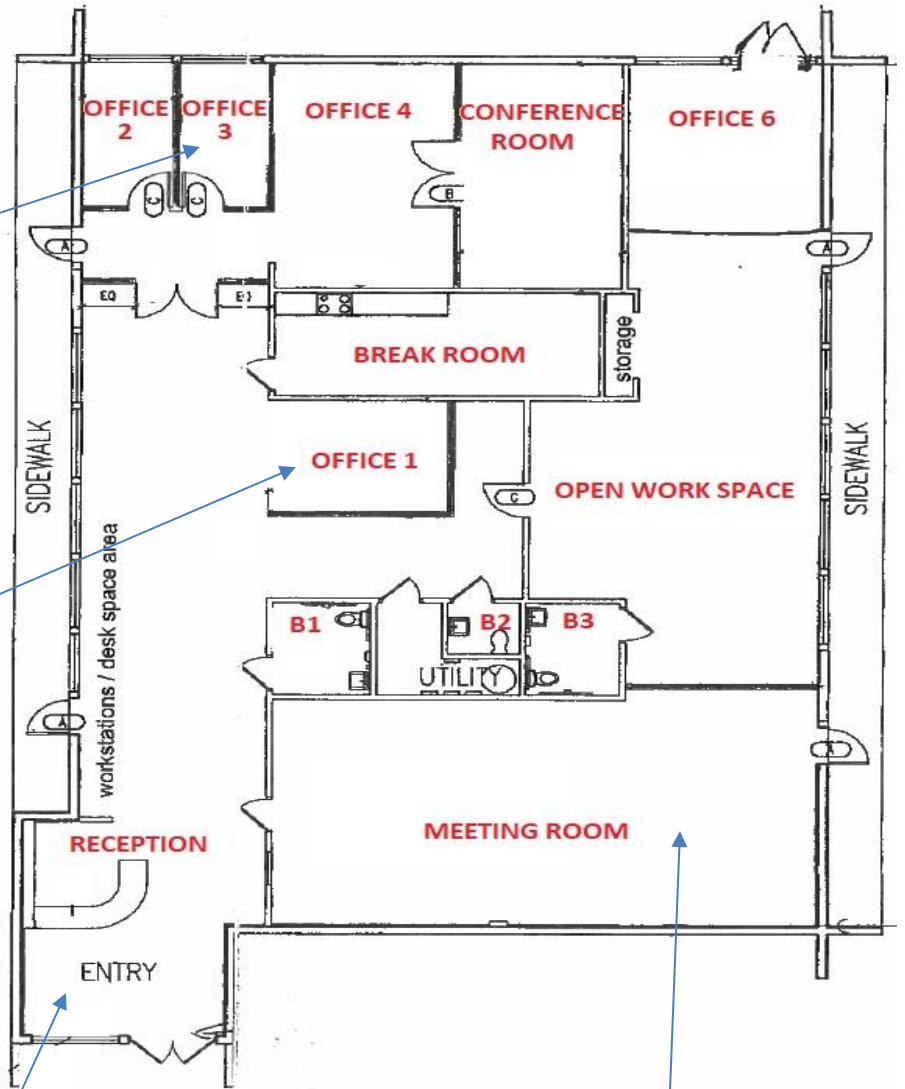 OFFICE
2
OFFICE
3
OFFICE 4
CONFERENCE
ROOM
OFFICE 6
C
C
B
A
A
EQ
BREAK ROOM
storage
SIDEWALK
SIDEWALK
OFFICE 1
OPEN WORK SPACE
C
workstations / desk space area
B1
B2
B3
UTILITY
A
A
RECEPTION
MEETING ROOM
ENTRY